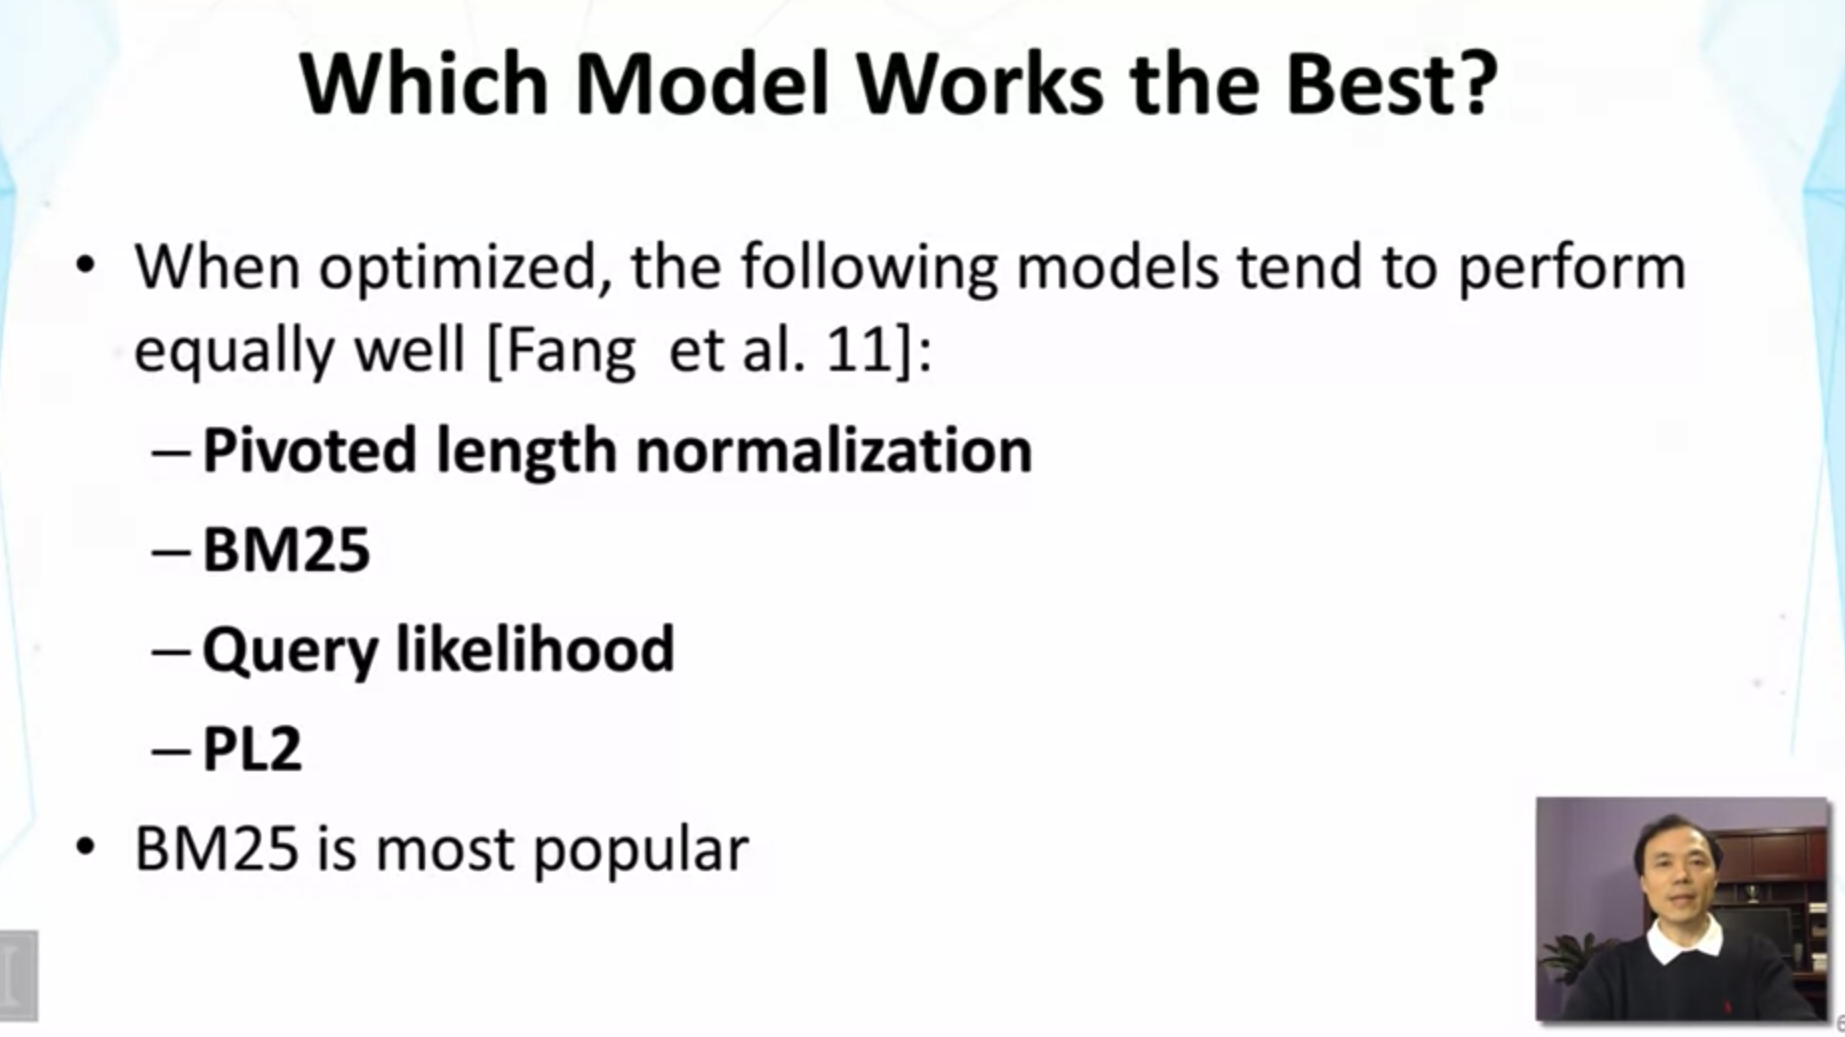 Which Model Works the Best?
• When optimized, the following models tend to perform
equally well [Fang et al. 11]:
– Pivoted length normalization
– BM25
– Query likelihood
– PL2
• BM25 is most popular
I
6